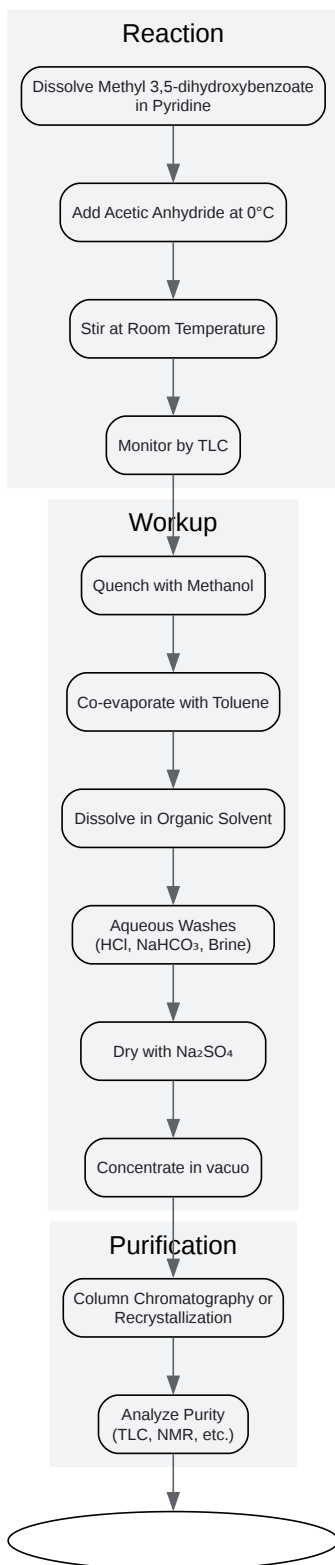 Reaction
Dissolve Methyl 3,5-dihydroxybenzoate
in Pyridine
Add Acetic Anhydride at 0°C
Stir at Room Temperature
Monitor by TLC
Workup
Quench with Methanol
Co-evaporate with Toluene
Dissolve in Organic Solvent
Aqueous Washes
(HCl, NaHCO₃, Brine)
Dry with Na₂SO₄
Concentrate in vacuo
Purification
Column Chromatography or
Recrystallization
Analyze Purity
(TLC, NMR, etc.)